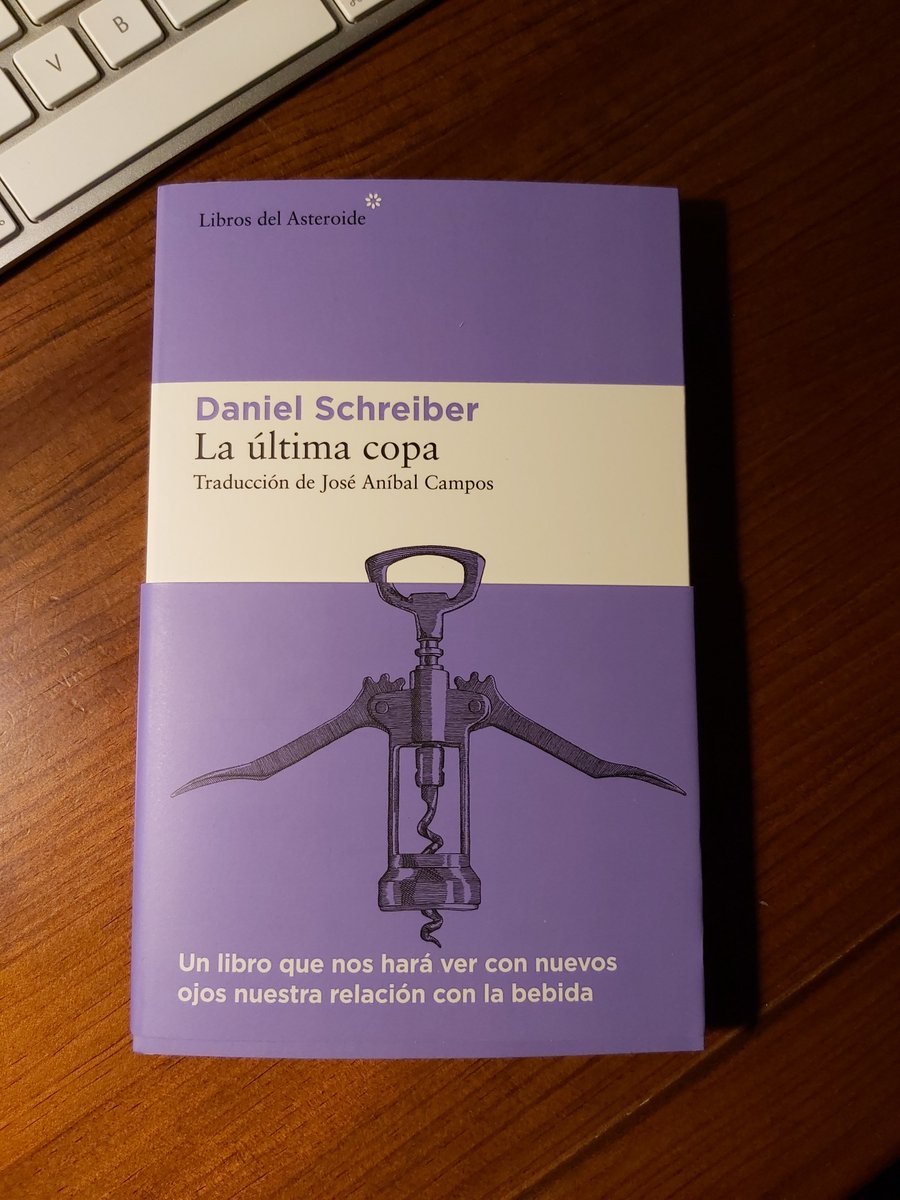 V B
⌘
Libros del Asteroide
Daniel Schreiber
La última copa
Traducción de José Aníbal Campos
Un libro que nos hará ver con nuevos
ojos nuestra relación con la bebida